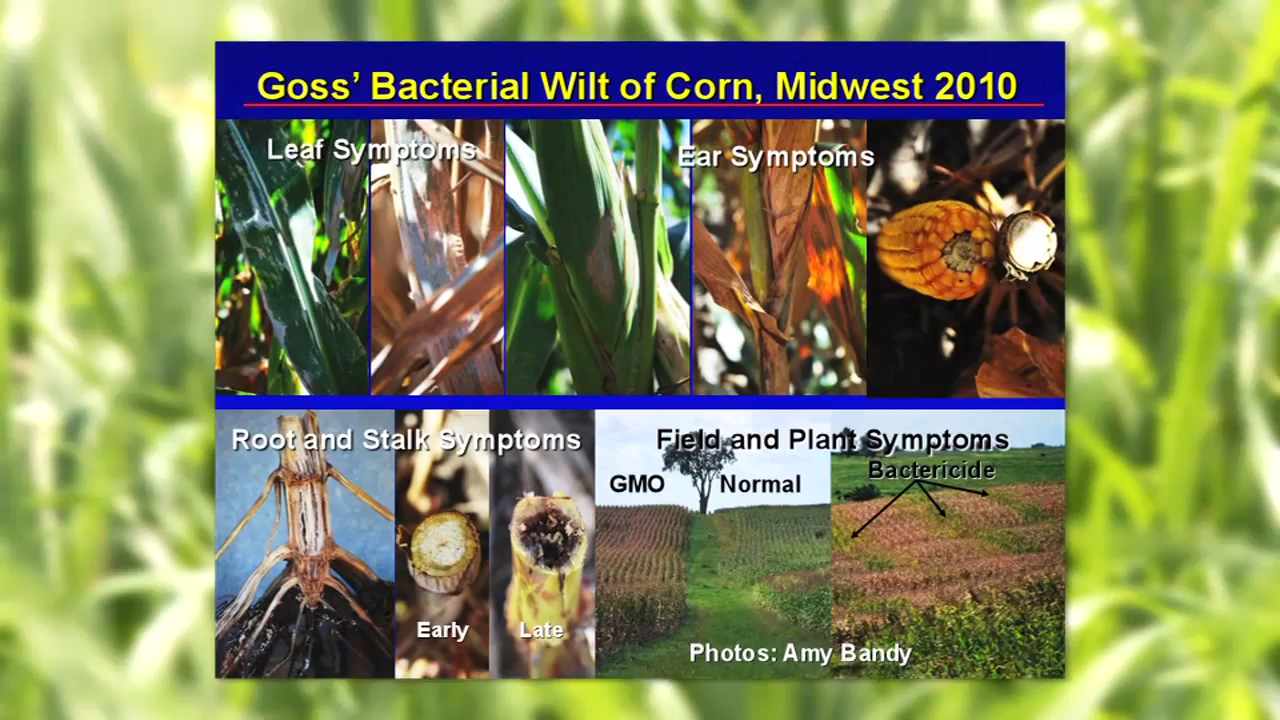 Goss’ Bacterial Wilt of Corn, Midwest 2010
Leaf Symptoms
Ear Symptoms
Root and Stalk Symptoms
Early
Late
Field and Plant Symptoms
GMO
Normal
Bactericide
Photos: Amy Bandy